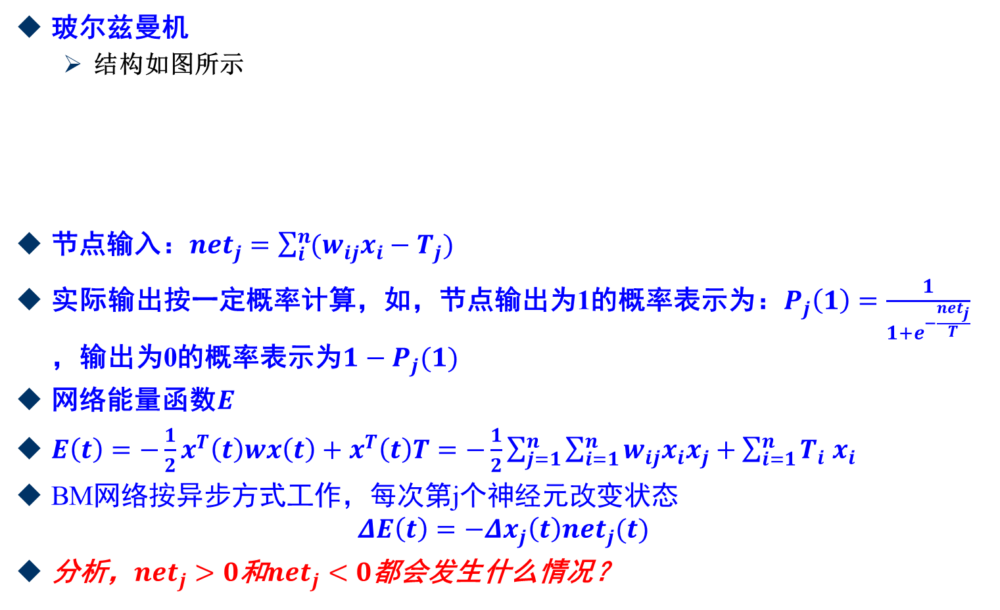 ◆ 玻尔兹曼机
➢ 结构如图所示
◆ 节点输入：$net_j = \sum_i^n (w_{ij}x_i - T_j)$
◆ 实际输出按一定概率计算，如，节点输出为1的概率表示为：$P_j(1) = \frac{1}{1+e^{-\frac{net_j}{T}}}$
，输出为0的概率表示为$1 - P_j(1)$
◆ 网络能量函数$E$
◆ $E(t) = -\frac{1}{2}x^T(t)wx(t) + x^T(t)T = -\frac{1}{2}\sum_{j=1}^n \sum_{i=1}^n w_{ij}x_ix_j + \sum_{i=1}^n T_i x_i$
◆ BM网络按异步方式工作，每次第j个神经元改变状态
$\Delta E(t) = -\Delta x_j(t)net_j(t)$
◆ 分析，$net_j > 0$和$net_j < 0$都会发生什么情况？